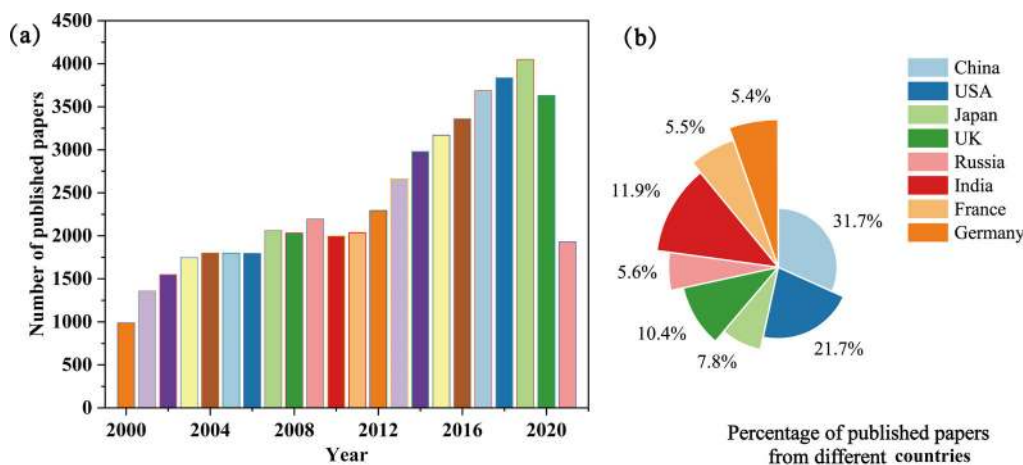 (a)
Number of published papers
4500
4000
3500
3000
2500
2000
1500
1000
500
0
2000
2004
2008
2012
2016
2020
Year
(b)
5.4%
5.5%
11.9%
31.7%
5.6%
10.4%
7.8%
21.7%
China
USA
Japan
UK
Russia
India
France
Germany
Percentage of published papers
from different countries